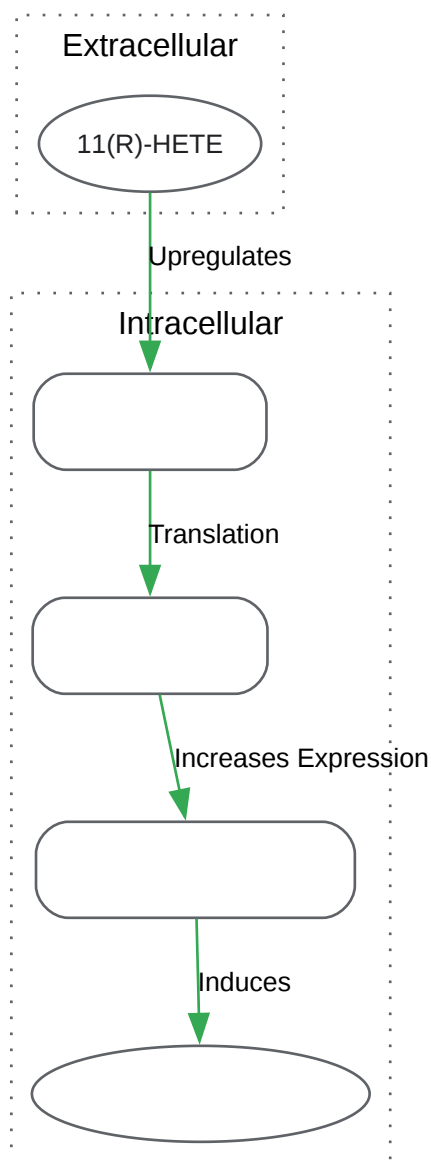 Extracellular
11(R)-HETE
Upregulates
Intracellular
Translation
Increases Expression
Induces